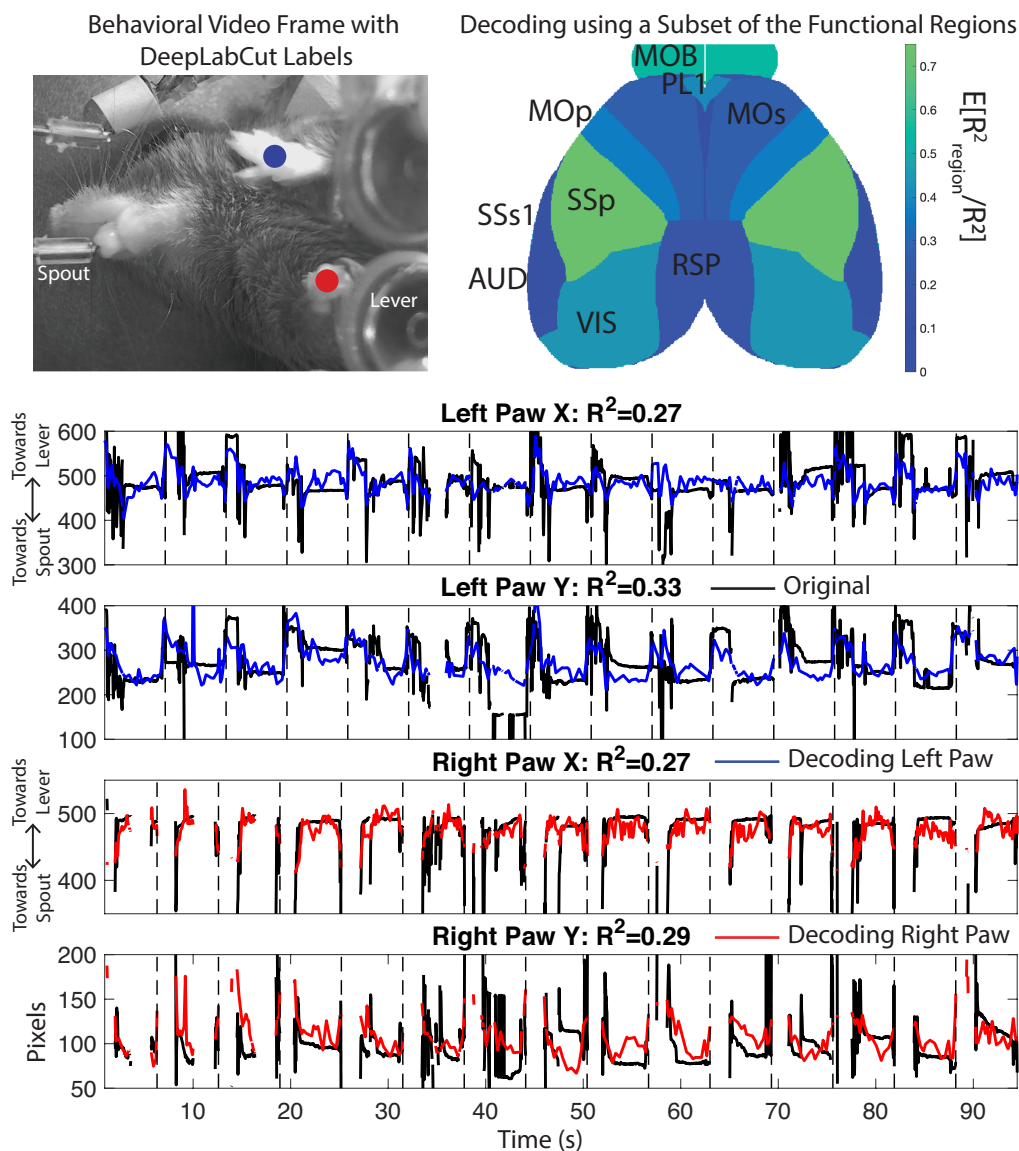 Behavioral Video Frame with
DeepLabCut Labels
Spout
Lever
Decoding using a Subset of the Functional Regions
MOB
PL1
MOp
MOs
SSp
SSs1
AUD
RSP
VIS
0.7
0.6
0.5
0.4
0.3
0.2
0.1
0
E[R²region/R²]
Left Paw X: R²=0.27
Towards Spout
Towards Lever
600
500
400
300
Left Paw Y: R²=0.33
Original
400
300
200
100
Right Paw X: R²=0.27
Decoding Left Paw
Towards Spout
Towards Lever
500
400
Right Paw Y: R²=0.29
Decoding Right Paw
Pixels
200
150
100
50
10
20
30
40
50
60
70
80
90
Time (s)